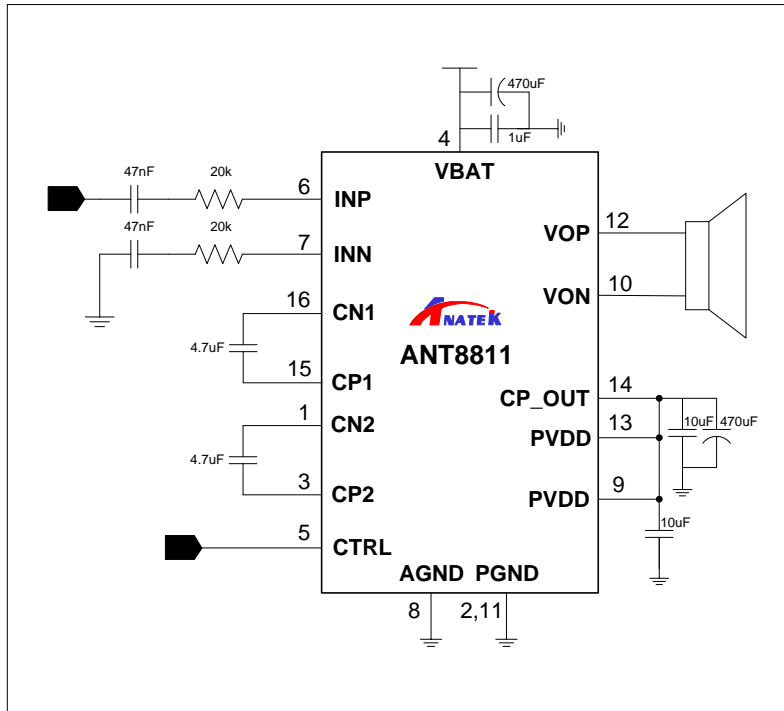 470uF
1uF
4
VBAT
47nF 20k
6 INP
47nF 20k
7 INN
12 VOP
10 VON
16 CN1
4.7uF
15 CP1
ANATEK
ANT8811
1 CN2
4.7uF
3 CP2
5 CTRL
CP_OUT 14
10uF 470uF
PVDD 13
PVDD 9
10uF
AGND PGND
8 2,11